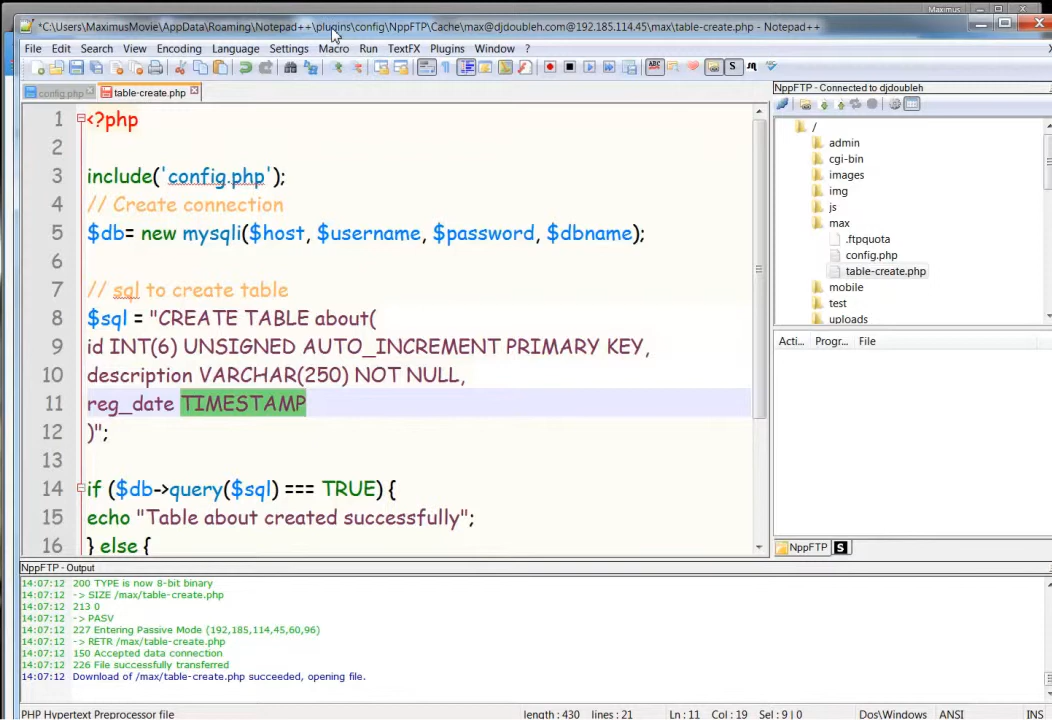 Maximus
*C:\Users\MaximusMovie\AppData\Roaming\Notepad++\plugins\config\NppFTP\Cache\max@djdoubleh.com@192.185.114.45\max\table-create.php - Notepad++
File Edit Search View Encoding Language Settings Macro Run TextFX Plugins Window ?
config.php table-create.php
1 <?php
2
3 include('config.php');
4 // Create connection
5 $db= new mysqli($host, $username, $password, $dbname);
6
7 // sql to create table
8 $sql = "CREATE TABLE about(
9 id INT(6) UNSIGNED AUTO_INCREMENT PRIMARY KEY,
10 description VARCHAR(250) NOT NULL,
11 reg_date TIMESTAMP
12 )";
13
14 if ($db->query($sql) === TRUE) {
15 echo "Table about created successfully";
16 } else {
NppFTP - Connected to djdoubleh
/
admin
cgi-bin
images
img
js
max
.ftpquota
config.php
table-create.php
mobile
test
uploads
Acti... Progr... File
NppFTP S
NppFTP - Output
14:07:12 200 TYPE is now 8-bit binary
14:07:12 -> SIZE /max/table-create.php
14:07:12 213 0
14:07:12 -> PASV
14:07:12 227 Entering Passive Mode (192,185,114,45,60,96)
14:07:12 -> RETR /max/table-create.php
14:07:12 150 Accepted data connection
14:07:12 226 File successfully transferred
14:07:12 Download of /max/table-create.php succeeded, opening file.
PHP Hypertext Preprocessor file length : 430 lines : 21 Ln : 11 Col : 19 Sel : 9 | 0 Dos\Windows ANSI INS